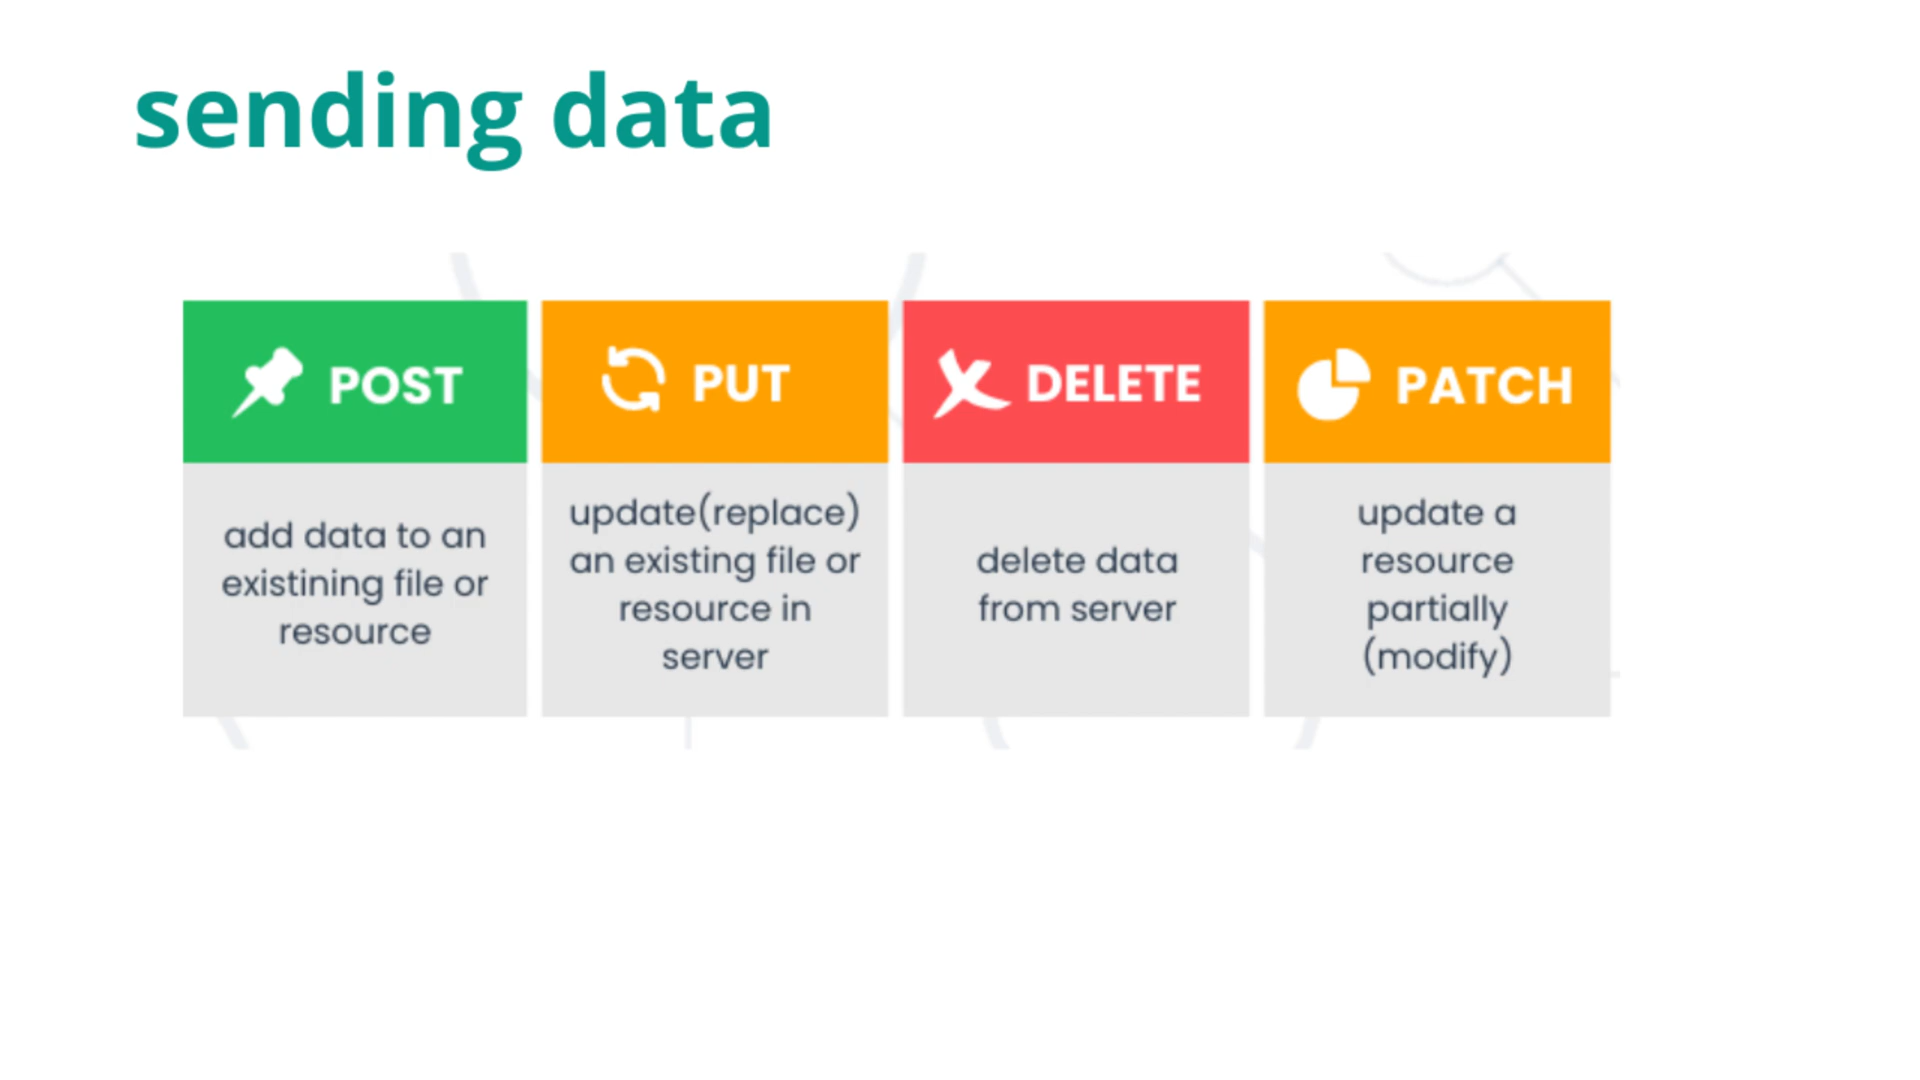 sending data
POST
add data to an
existining file or
resource
PUT
update(replace)
an existing file or
resource in
server
DELETE
delete data
from server
PATCH
update a
resource
partially
(modify)